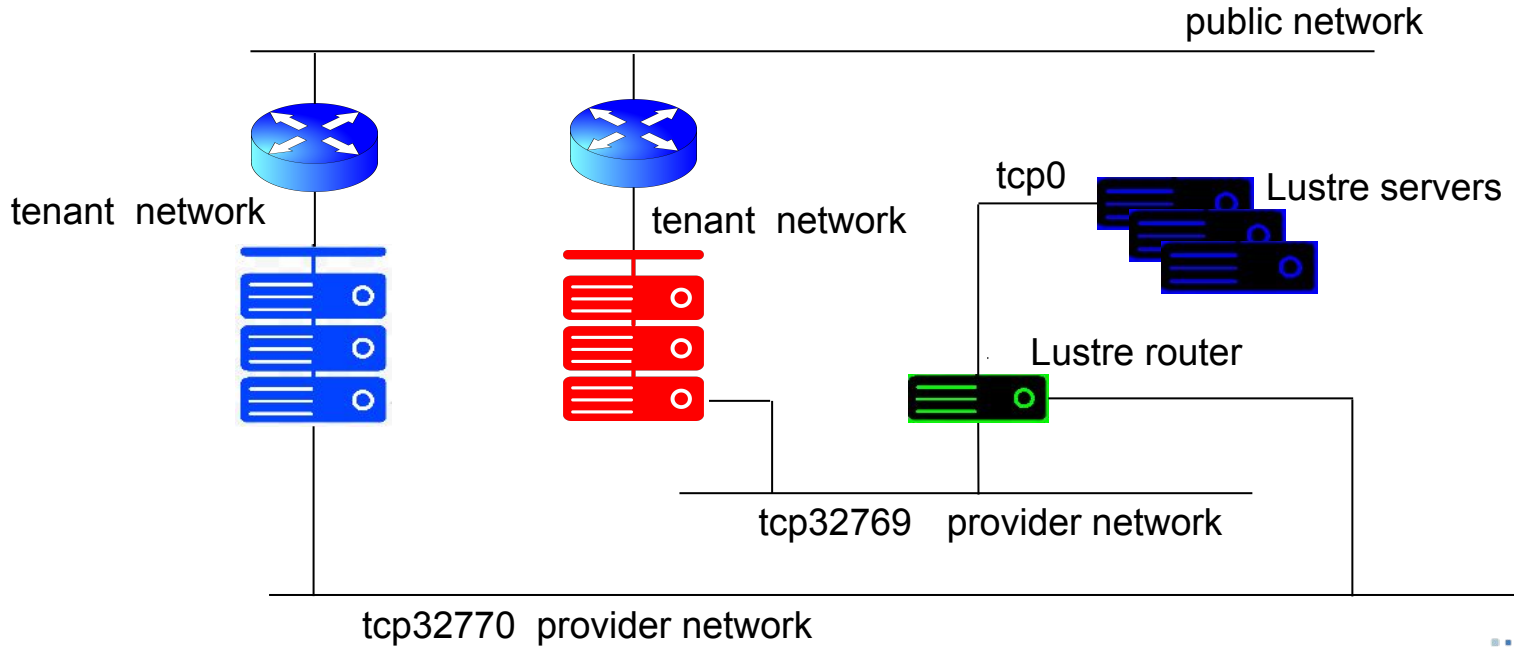 public network
tcp0
Lustre servers
tenant network
tenant network
Lustre router
tcp32769 provider network
tcp32770 provider network